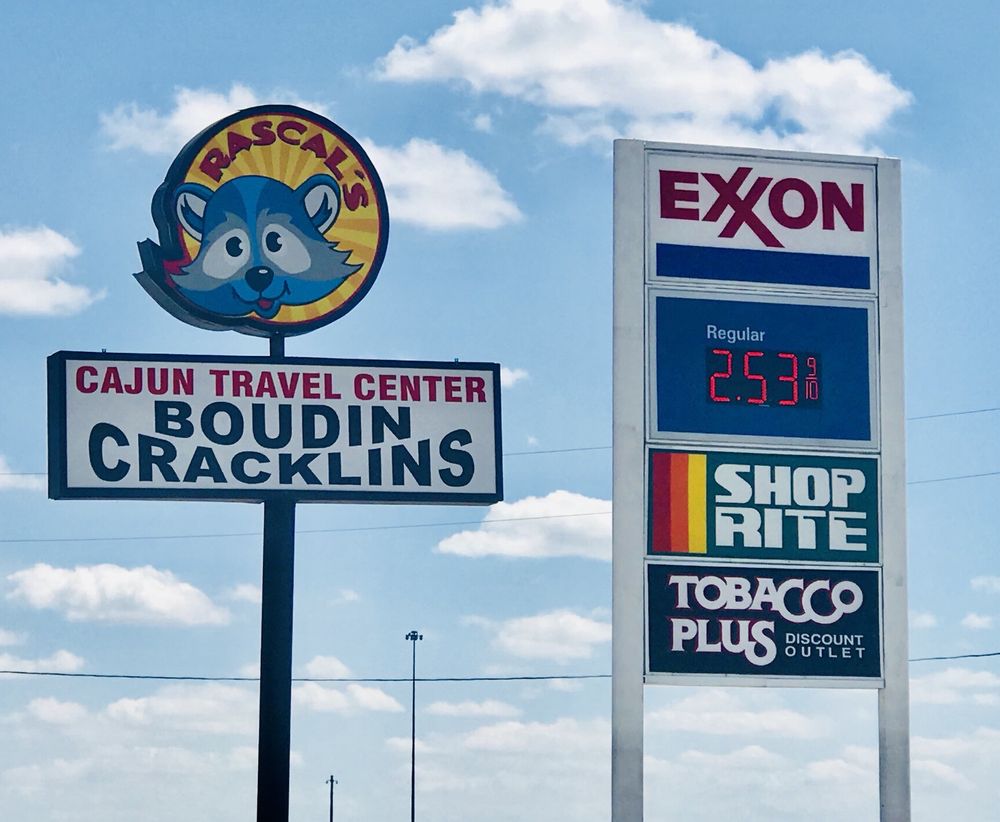 RASCAL'S
CAJUN TRAVEL CENTER
BOUDIN
CRACKLINS
EXXON
Regular
2.53 9/10
SHOP
RITE
TOBACCO
PLUS DISCOUNT
OUTLET